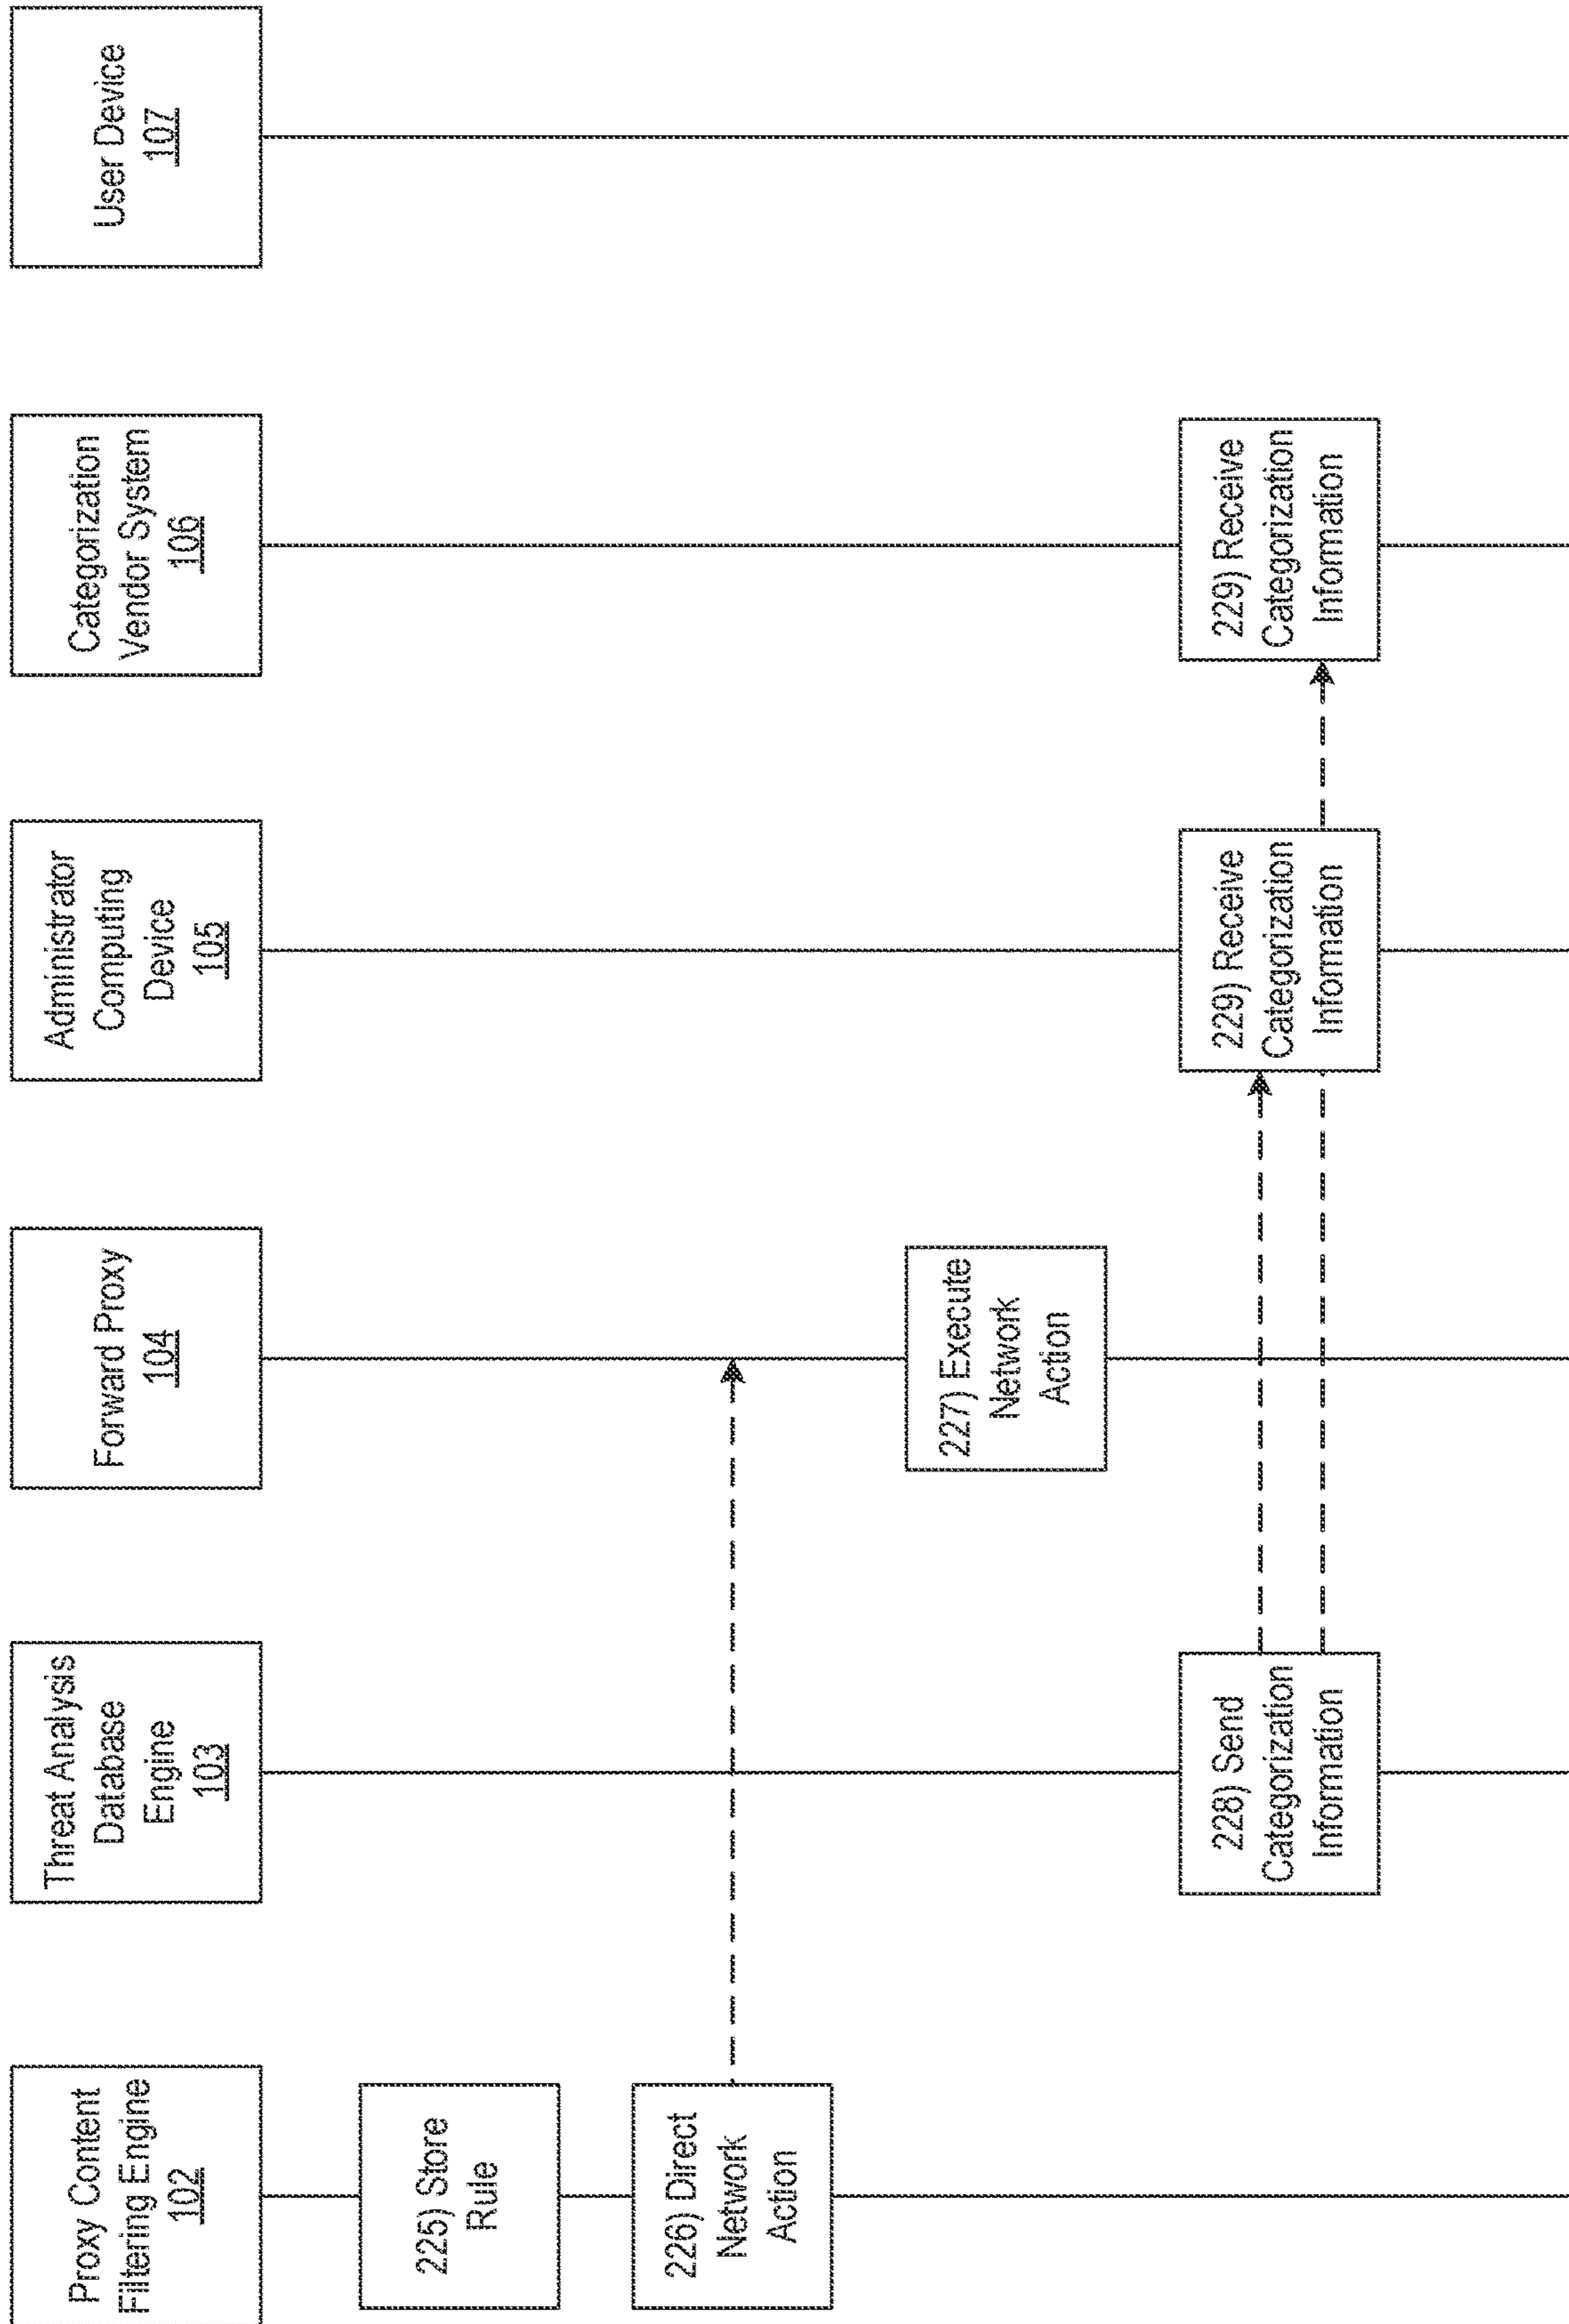 Proxy Content
Filtering Engine
102
Threat Analysis
Database
Engine
103
Forward Proxy
104
Administrator
Computing
Device
105
Categorization
Vendor System
106
User Device
107
225) Store
Rule
226) Direct
Network
Action
227) Execute
Network
Action
228) Send
Categorization
Information
229) Receive
Categorization
Information
229) Receive
Categorization
Information